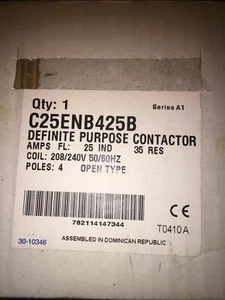 Qty: 1
Series A1
C25ENB425B
DEFINITE PURPOSE CONTACTOR
AMPS FL: 25 IND 35 RES
COIL: 208/240V 50/60HZ
POLES: 4 OPEN TYPE
782114147344
CE
T0410A
30-10346
ASSEMBLED IN DOMINICAN REPUBLIC